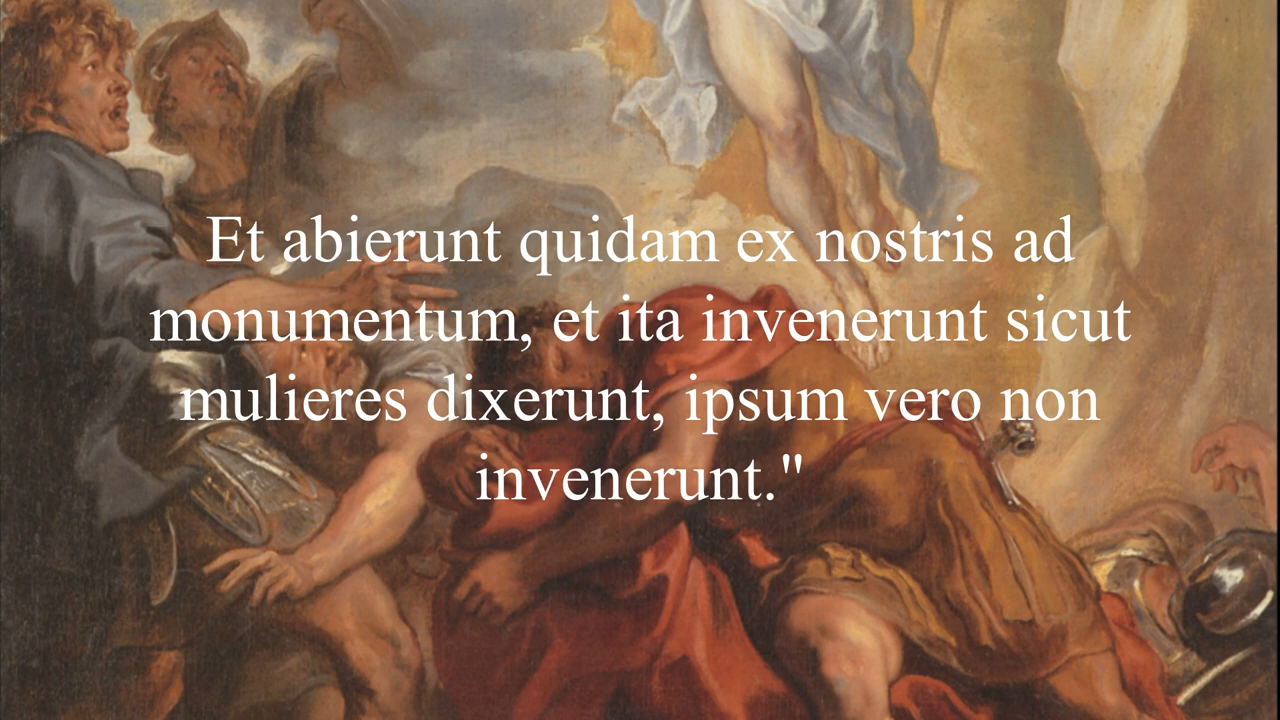 Et abierunt quidam ex nostris ad
monumentum, et ita invenerunt sicut
mulieres dixerunt, ipsum vero non
invenerunt."